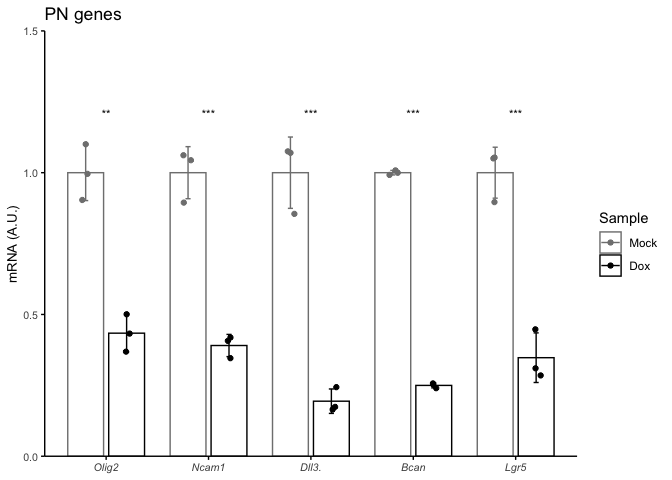 PN genes
1.5
** *** *** *** ***
1.0
mRNA (A.U.)
0.5
0.0
Olig2 Ncam1 Dll3. Bcan Lgr5
Sample
Mock
Dox